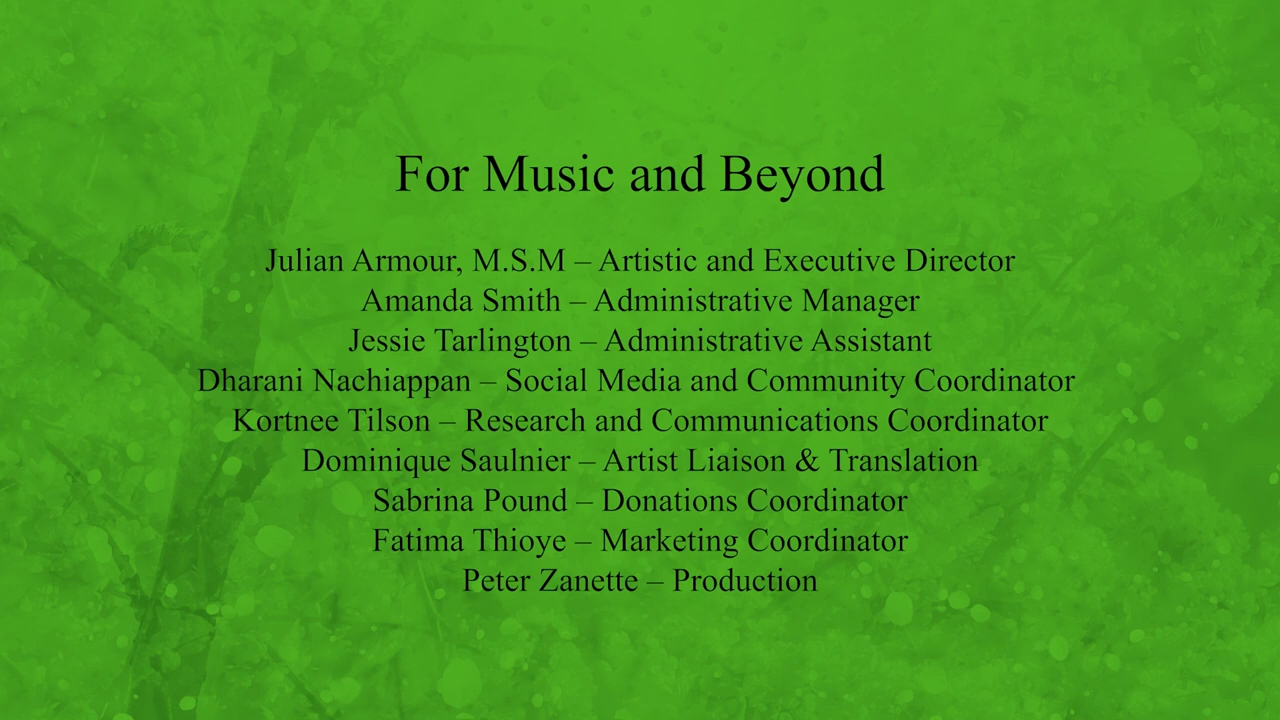 For Music and Beyond
Julian Armour, M.S.M – Artistic and Executive Director
Amanda Smith – Administrative Manager
Jessie Tarlington – Administrative Assistant
Dharani Nachiappan – Social Media and Community Coordinator
Kortnee Tilson – Research and Communications Coordinator
Dominique Saulnier – Artist Liaison & Translation
Sabrina Pound – Donations Coordinator
Fatima Thioye – Marketing Coordinator
Peter Zanette – Production